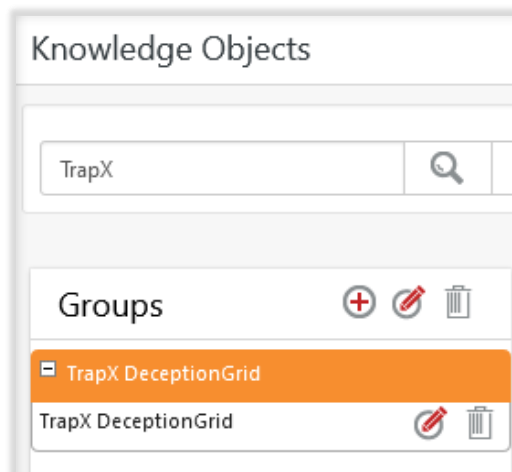 Knowledge Objects
TrapX
Groups
TrapX DeceptionGrid
TrapX DeceptionGrid